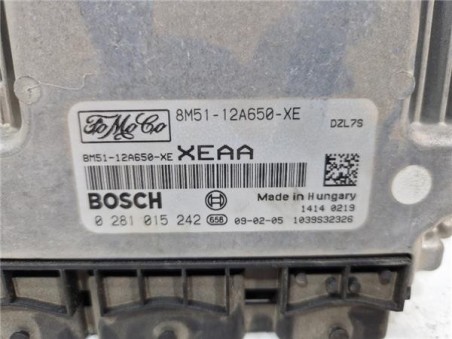 FoMoCo 8M51-12A650-XE
DZL7S
8M51-12A650-XE XEAA
BOSCH Made in Hungary
1414 0219
0 281 015 242 656 09-02-05 1039S32326